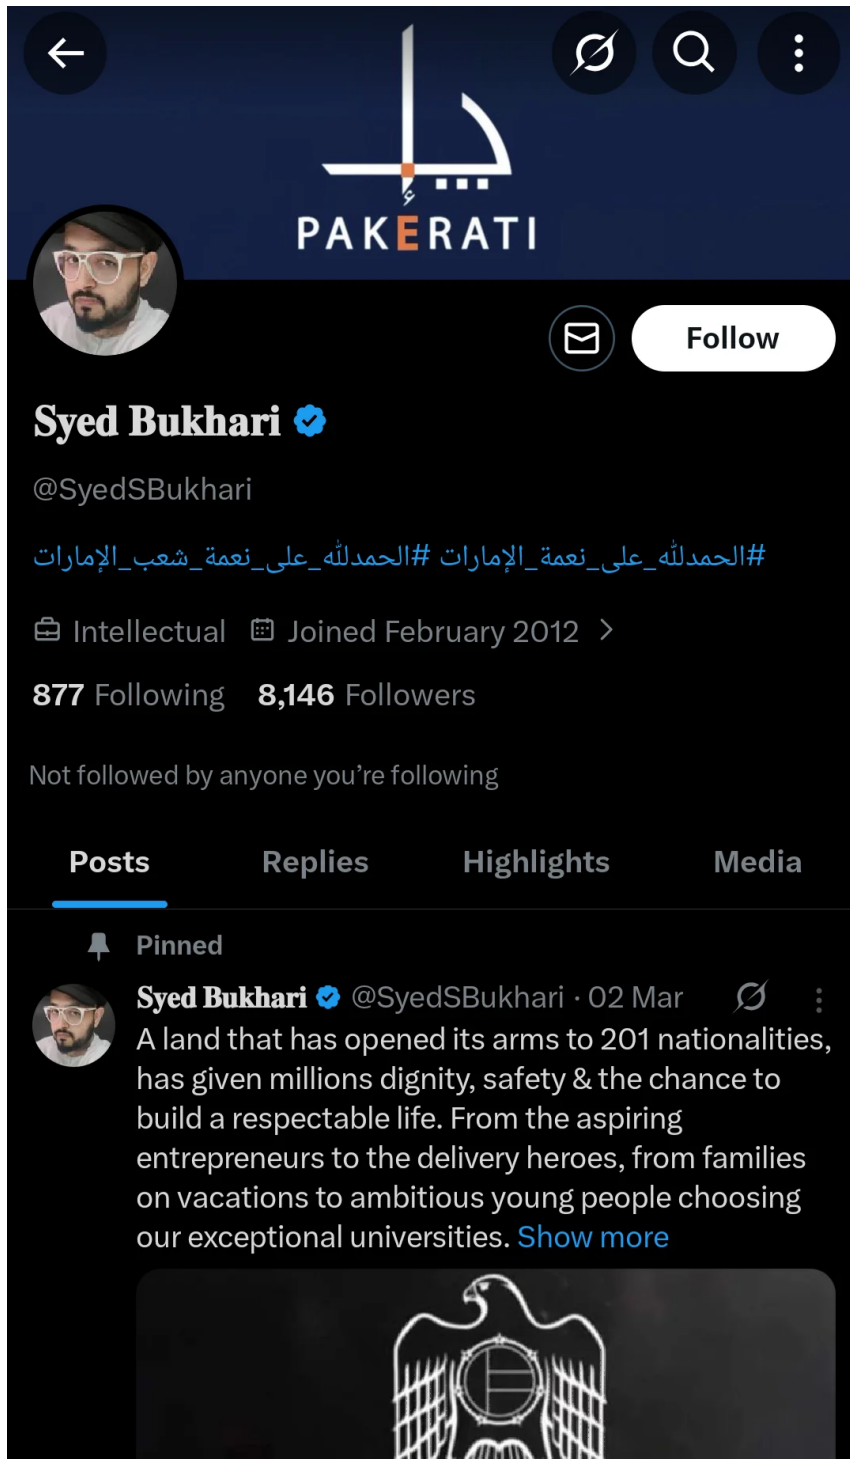 PAKERATI
Follow
Syed Bukhari
@SyedSBukhari
#الحمدلله_على_نعمة_الإمارات #الحمدلله_على_نعمة_شعب_الإمارات
Intellectual Joined February 2012
877 Following 8,146 Followers
Not followed by anyone you’re following
Posts Replies Highlights Media
Pinned
Syed Bukhari @SyedSBukhari · 02 Mar
A land that has opened its arms to 201 nationalities,
has given millions dignity, safety & the chance to
build a respectable life. From the aspiring
entrepreneurs to the delivery heroes, from families
on vacations to ambitious young people choosing
our exceptional universities. Show more